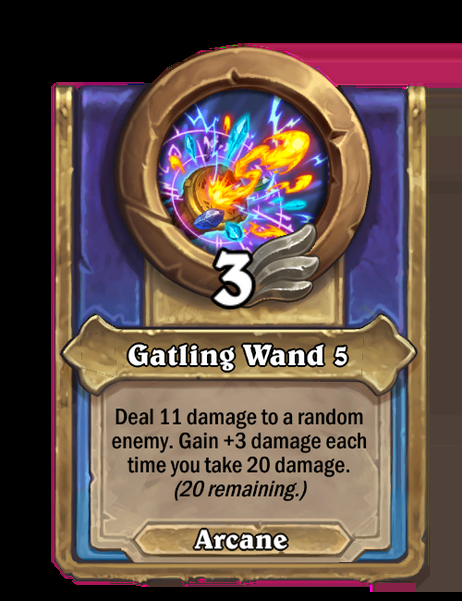 3
Gatling Wand 5
Deal 11 damage to a random
enemy. Gain +3 damage each
time you take 20 damage.
(20 remaining.)
Arcane